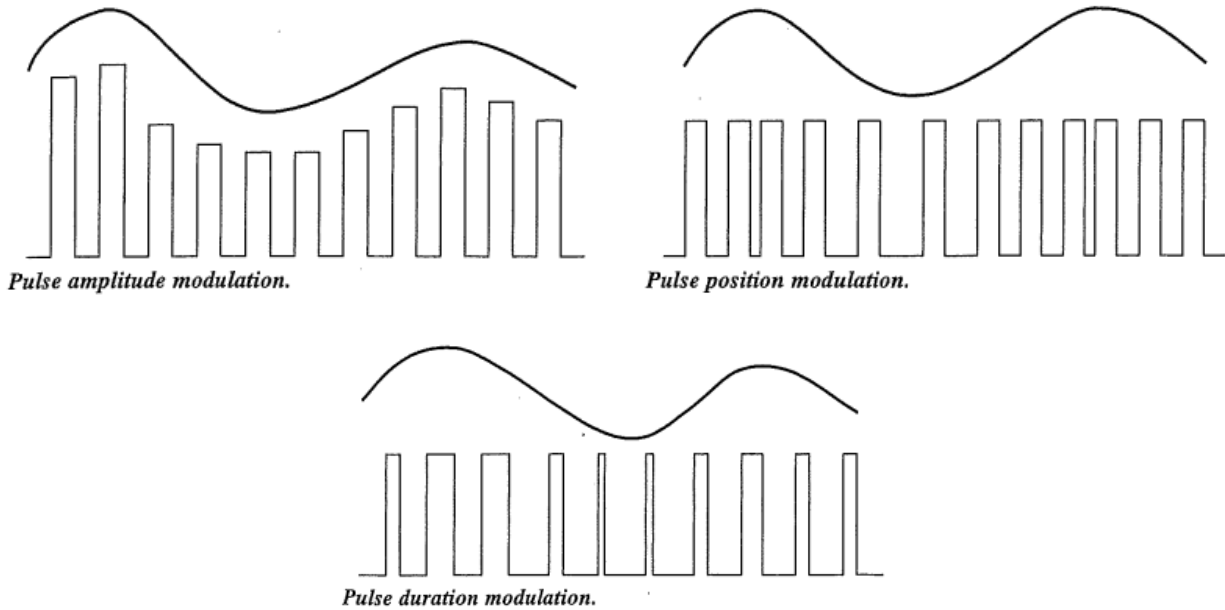 Pulse amplitude modulation.
Pulse position modulation.
Pulse duration modulation.